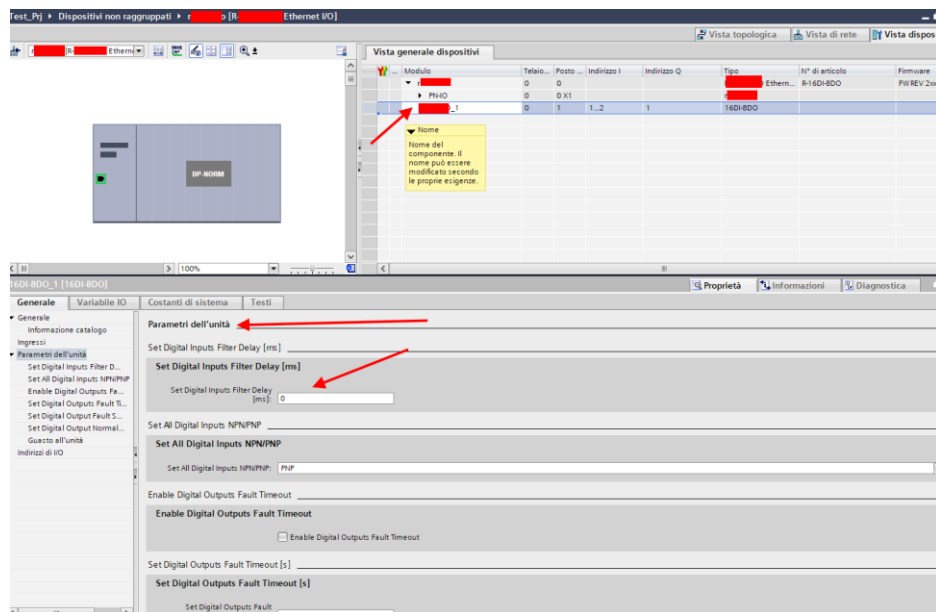 Test_Prj ▸ Dispositivi non raggruppati ▸ r o [R- Ethernet I/O]
Vista topologica Vista di rete Vista dispos
r [R- Ethern
Vista generale dispositivi
... Modulo Telaio... Posto ... Indirizzo I Indirizzo Q Tipo N° di articolo Firmware
r 0 0 Ethern... R-16DI-8DO FW REV 2xx
PN-IO 0 0 X1 r
_1 0 1 1...2 1 16DI-8DO
Nome
Nome del
componente. Il
nome può essere
modificato secondo
le proprie esigenze.
DP-NORM
100%
16DI-8DO_1 [16DI-8DO]
Proprietà Informazioni Diagnostica
Generale Variabile IO Costanti di sistema Testi
Generale
Informazione catalogo
Ingressi
Parametri dell'unità
Set Digital Inputs Filter D...
Set All Digital Inputs NPN/PNP
Enable Digital Outputs Fa...
Set Digital Outputs Fault Ti...
Set Digital Output Fault S...
Set Digital Output Normal...
Guasto all'unità
Indirizzi di I/O
Parametri dell'unità
Set Digital Inputs Filter Delay [ms]
Set Digital Inputs Filter Delay [ms]
Set Digital Inputs Filter Delay
[ms]: 0
Set All Digital Inputs NPN/PNP
Set All Digital Inputs NPN/PNP
Set All Digital Inputs NPN/PNP: PNP
Enable Digital Outputs Fault Timeout
Enable Digital Outputs Fault Timeout
Enable Digital Outputs Fault Timeout
Set Digital Outputs Fault Timeout [s]
Set Digital Outputs Fault Timeout [s]
Set Digital Outputs Fault